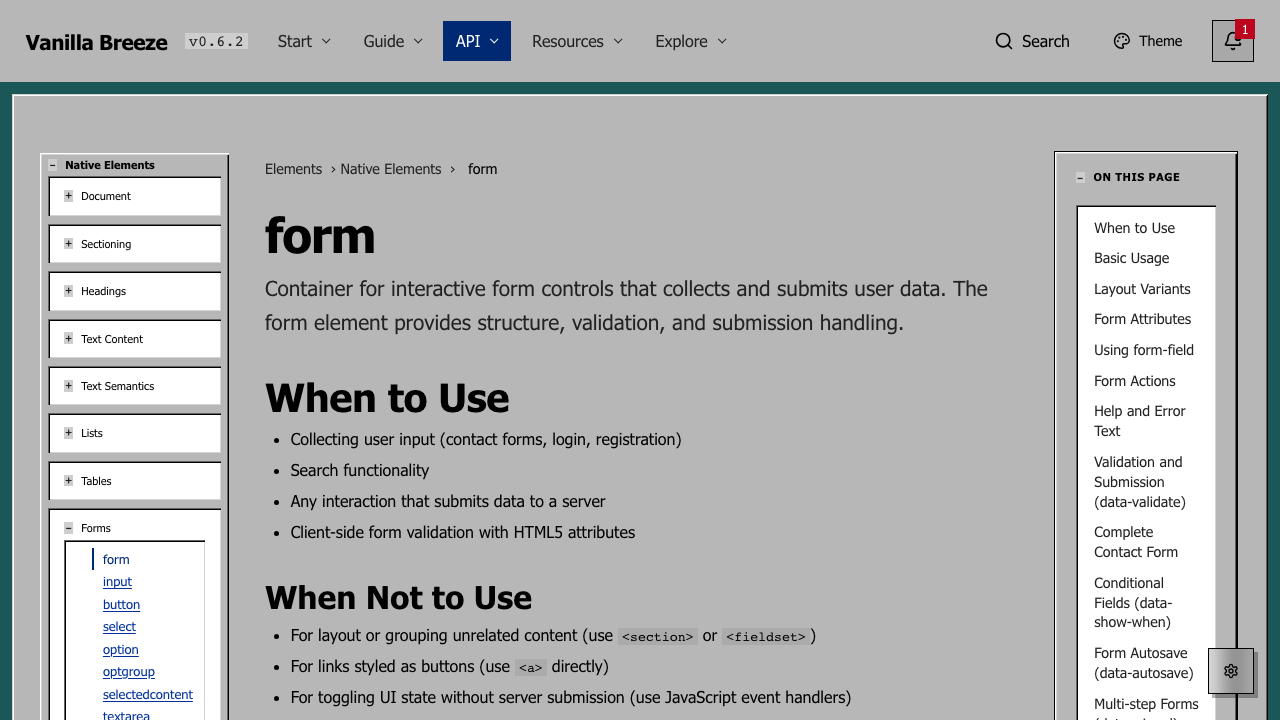 Vanilla Breeze v0.6.2 Start Guide API Resources Explore Search Theme 1
Native Elements
Document
Sectioning
Headings
Text Content
Text Semantics
Lists
Tables
Forms
form
input
button
select
option
optgroup
selectedcontent
textarea
Elements › Native Elements › form
form
Container for interactive form controls that collects and submits user data. The
form element provides structure, validation, and submission handling.
When to Use
• Collecting user input (contact forms, login, registration)
• Search functionality
• Any interaction that submits data to a server
• Client-side form validation with HTML5 attributes
When Not to Use
• For layout or grouping unrelated content (use <section> or <fieldset>)
• For links styled as buttons (use <a> directly)
• For toggling UI state without server submission (use JavaScript event handlers)
ON THIS PAGE
When to Use
Basic Usage
Layout Variants
Form Attributes
Using form-field
Form Actions
Help and Error
Text
Validation and
Submission
(data-validate)
Complete
Contact Form
Conditional
Fields (data-
show-when)
Form Autosave
(data-autosave)
Multi-step Forms